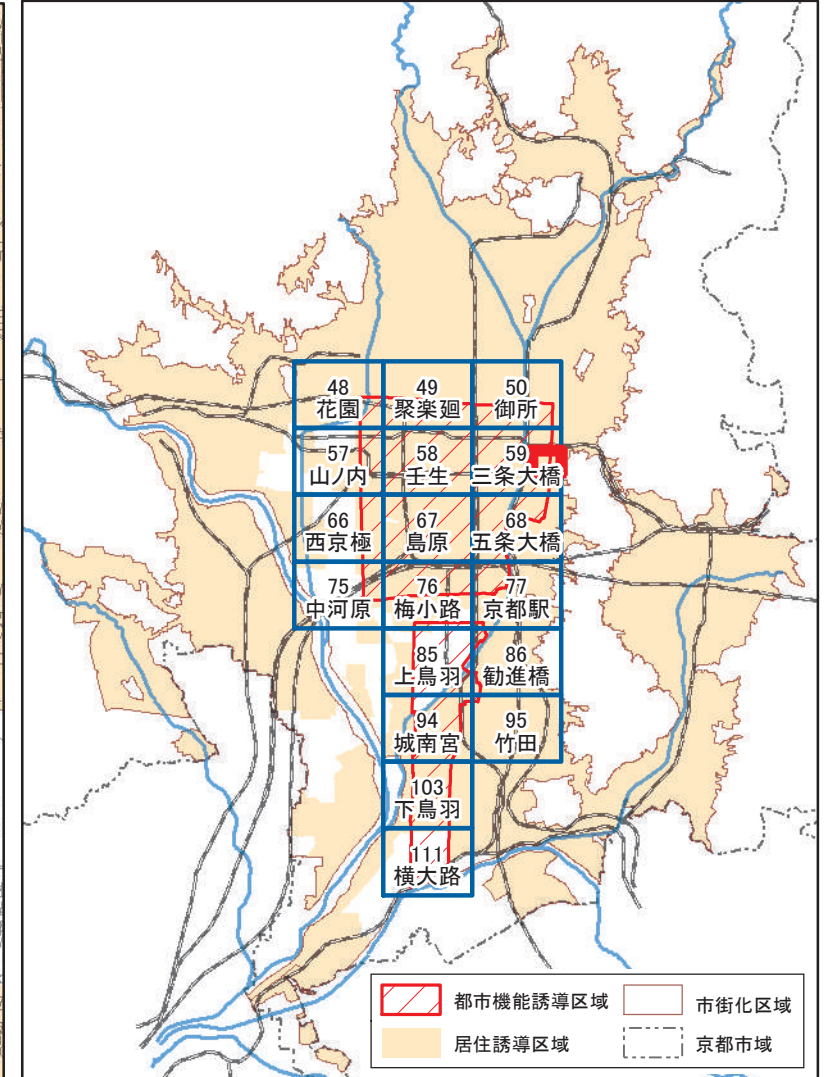 48
花園
49
聚楽廻
50
御所
57
山ノ内
58
壬生
59
三条大橋
66
西京極
67
島原
68
五条大橋
75
中河原
76
梅小路
77
京都駅
85
上鳥羽
86
勧進橋
94
城南宮
95
竹田
103
下鳥羽
111
横大路
都市機能誘導区域
市街化区域
居住誘導区域
京都市域